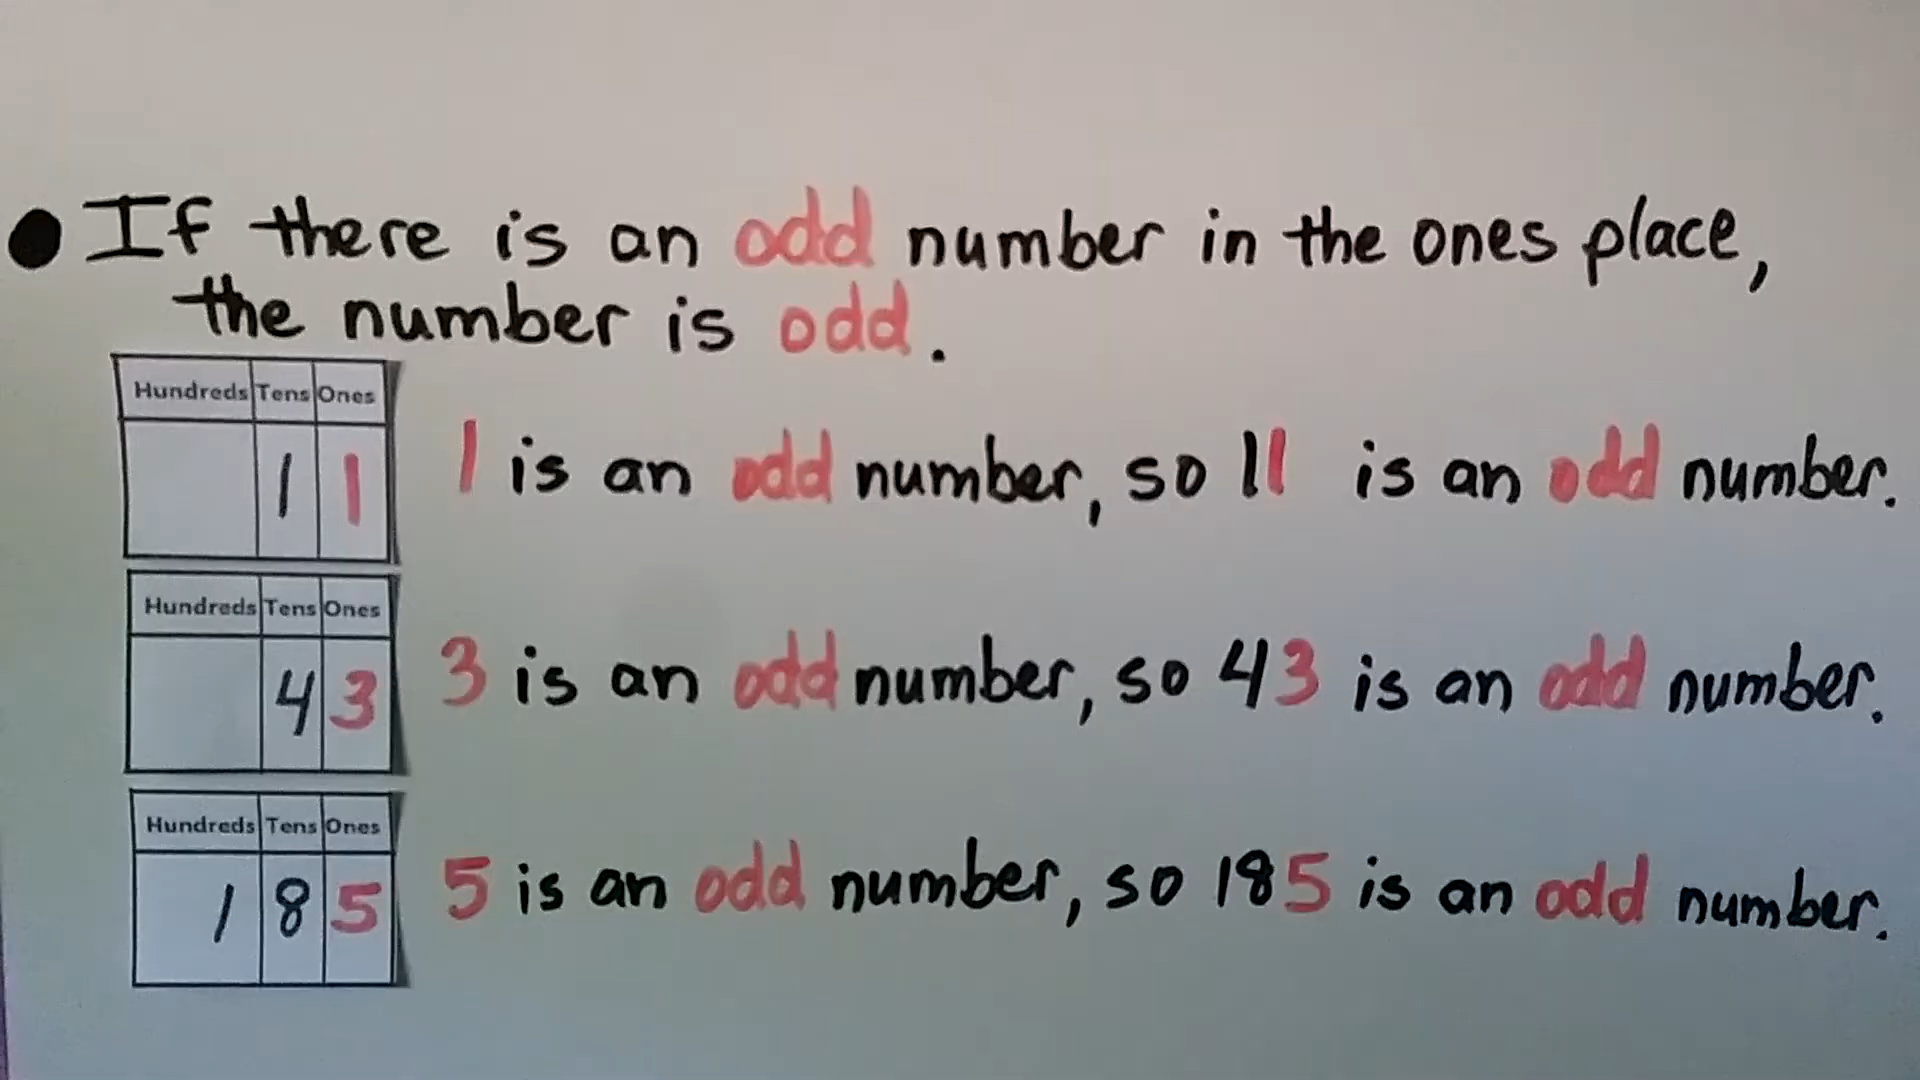 • If there is an odd number in the ones place,
the number is odd.
Hundreds Tens Ones
1 1
1 is an odd number, so 11 is an odd number.
Hundreds Tens Ones
4 3
3 is an odd number, so 43 is an odd number.
Hundreds Tens Ones
1 8 5
5 is an odd number, so 185 is an odd number.